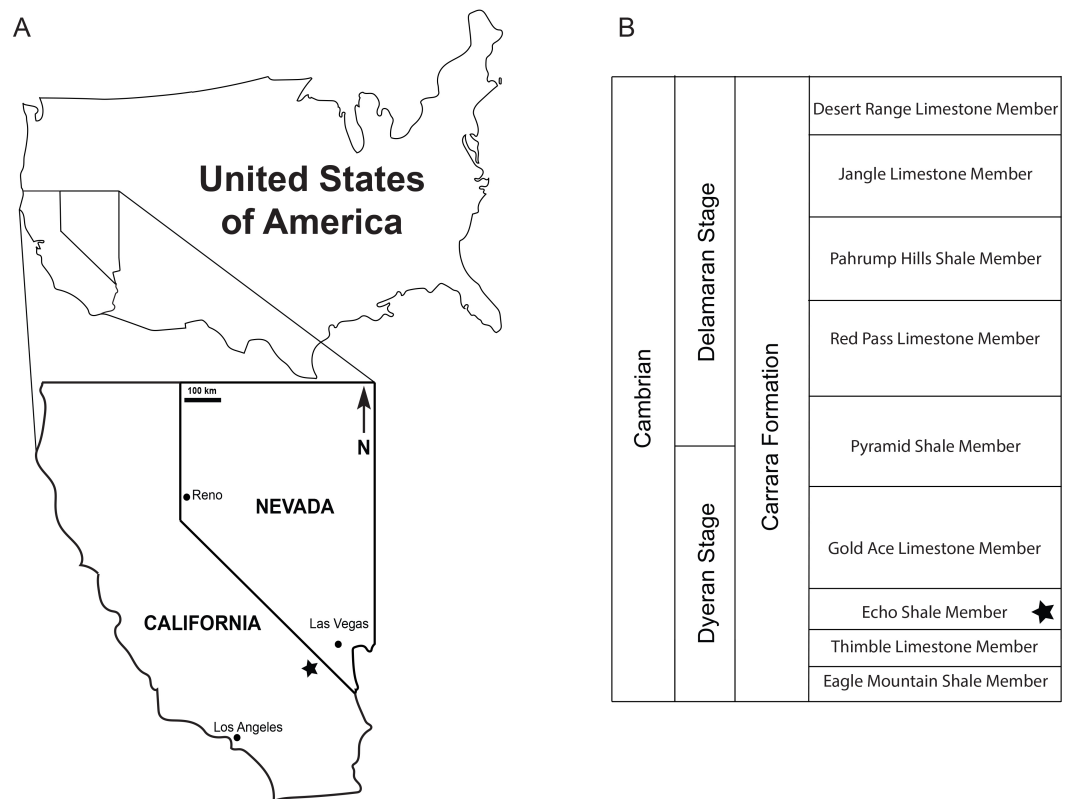 A
United States
of America
100 km
N
Reno
NEVADA
CALIFORNIA
Las Vegas
Los Angeles
B
Cambrian
Delamaran Stage
Dyeran Stage
Carrara Formation
Desert Range Limestone Member
Jangle Limestone Member
Pahrump Hills Shale Member
Red Pass Limestone Member
Pyramid Shale Member
Gold Ace Limestone Member
Echo Shale Member
Thimble Limestone Member
Eagle Mountain Shale Member